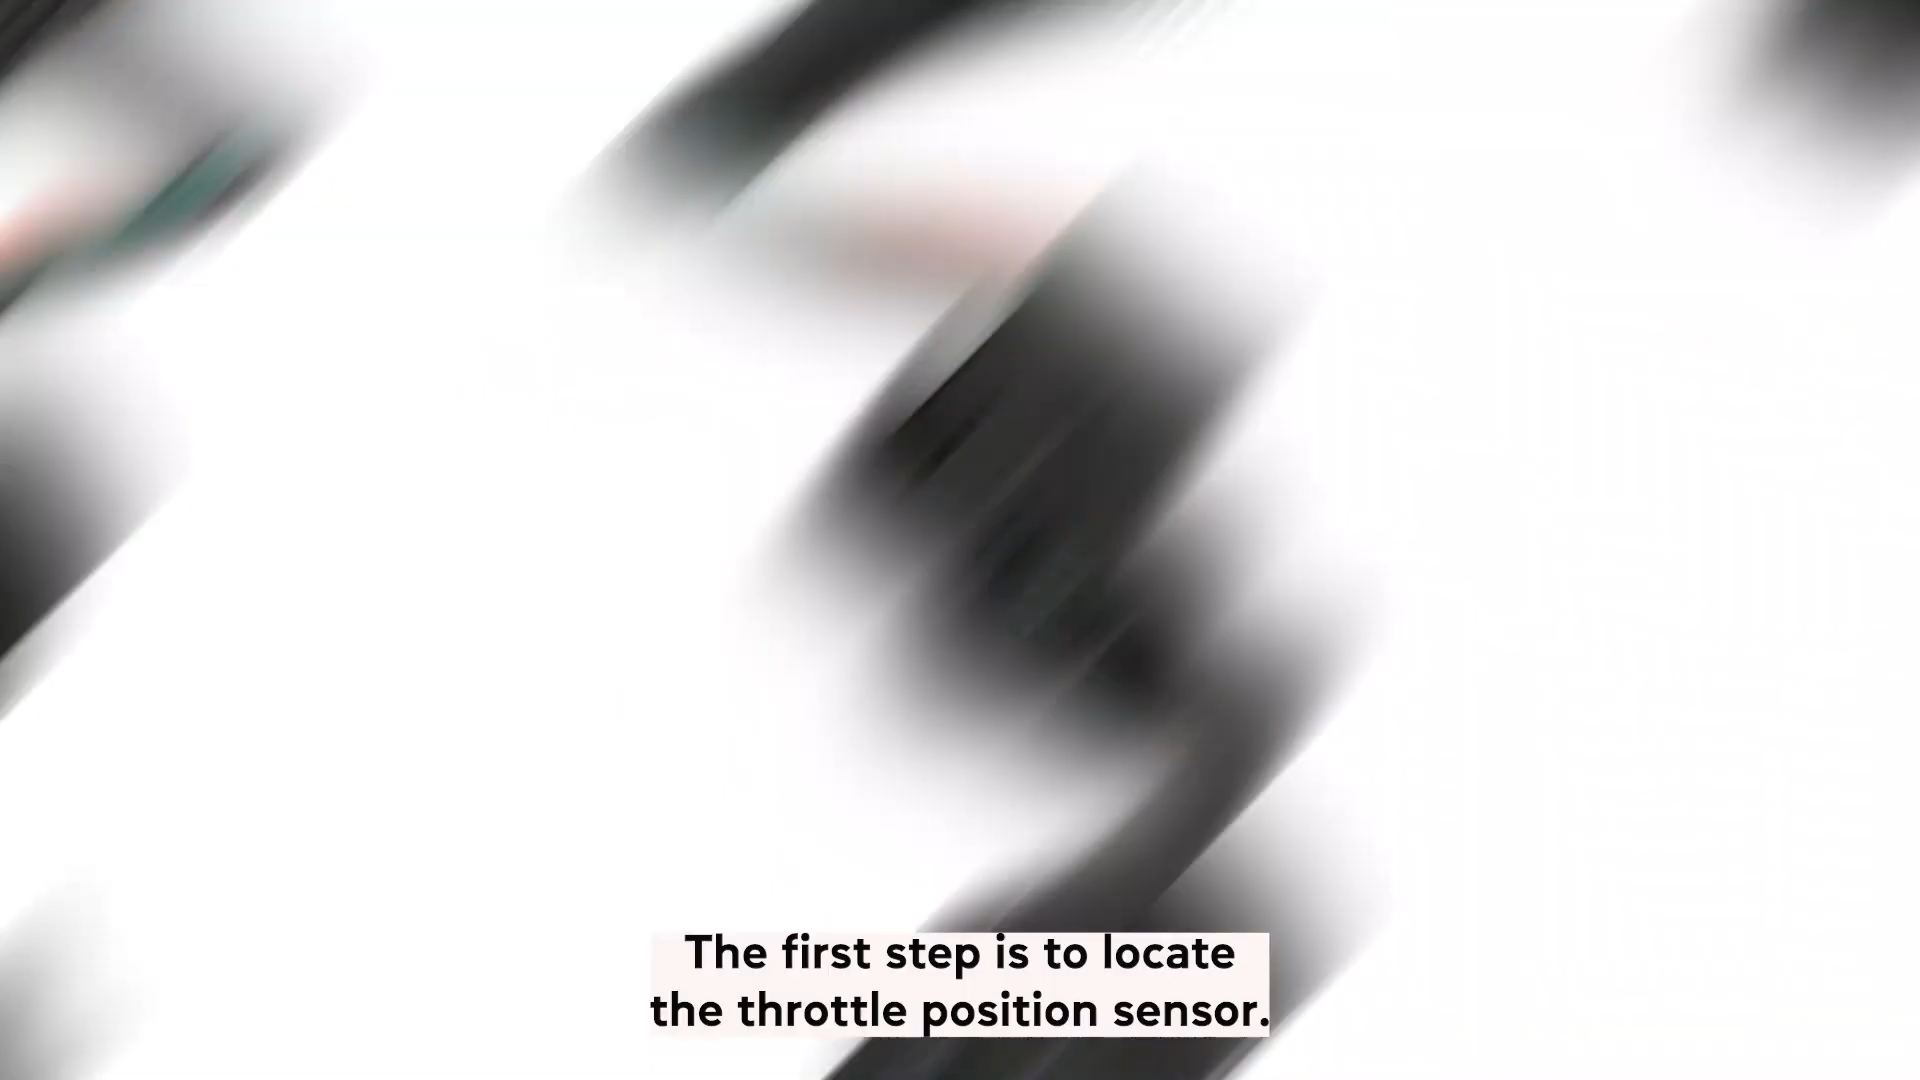 The first step is to locate
the throttle position sensor.